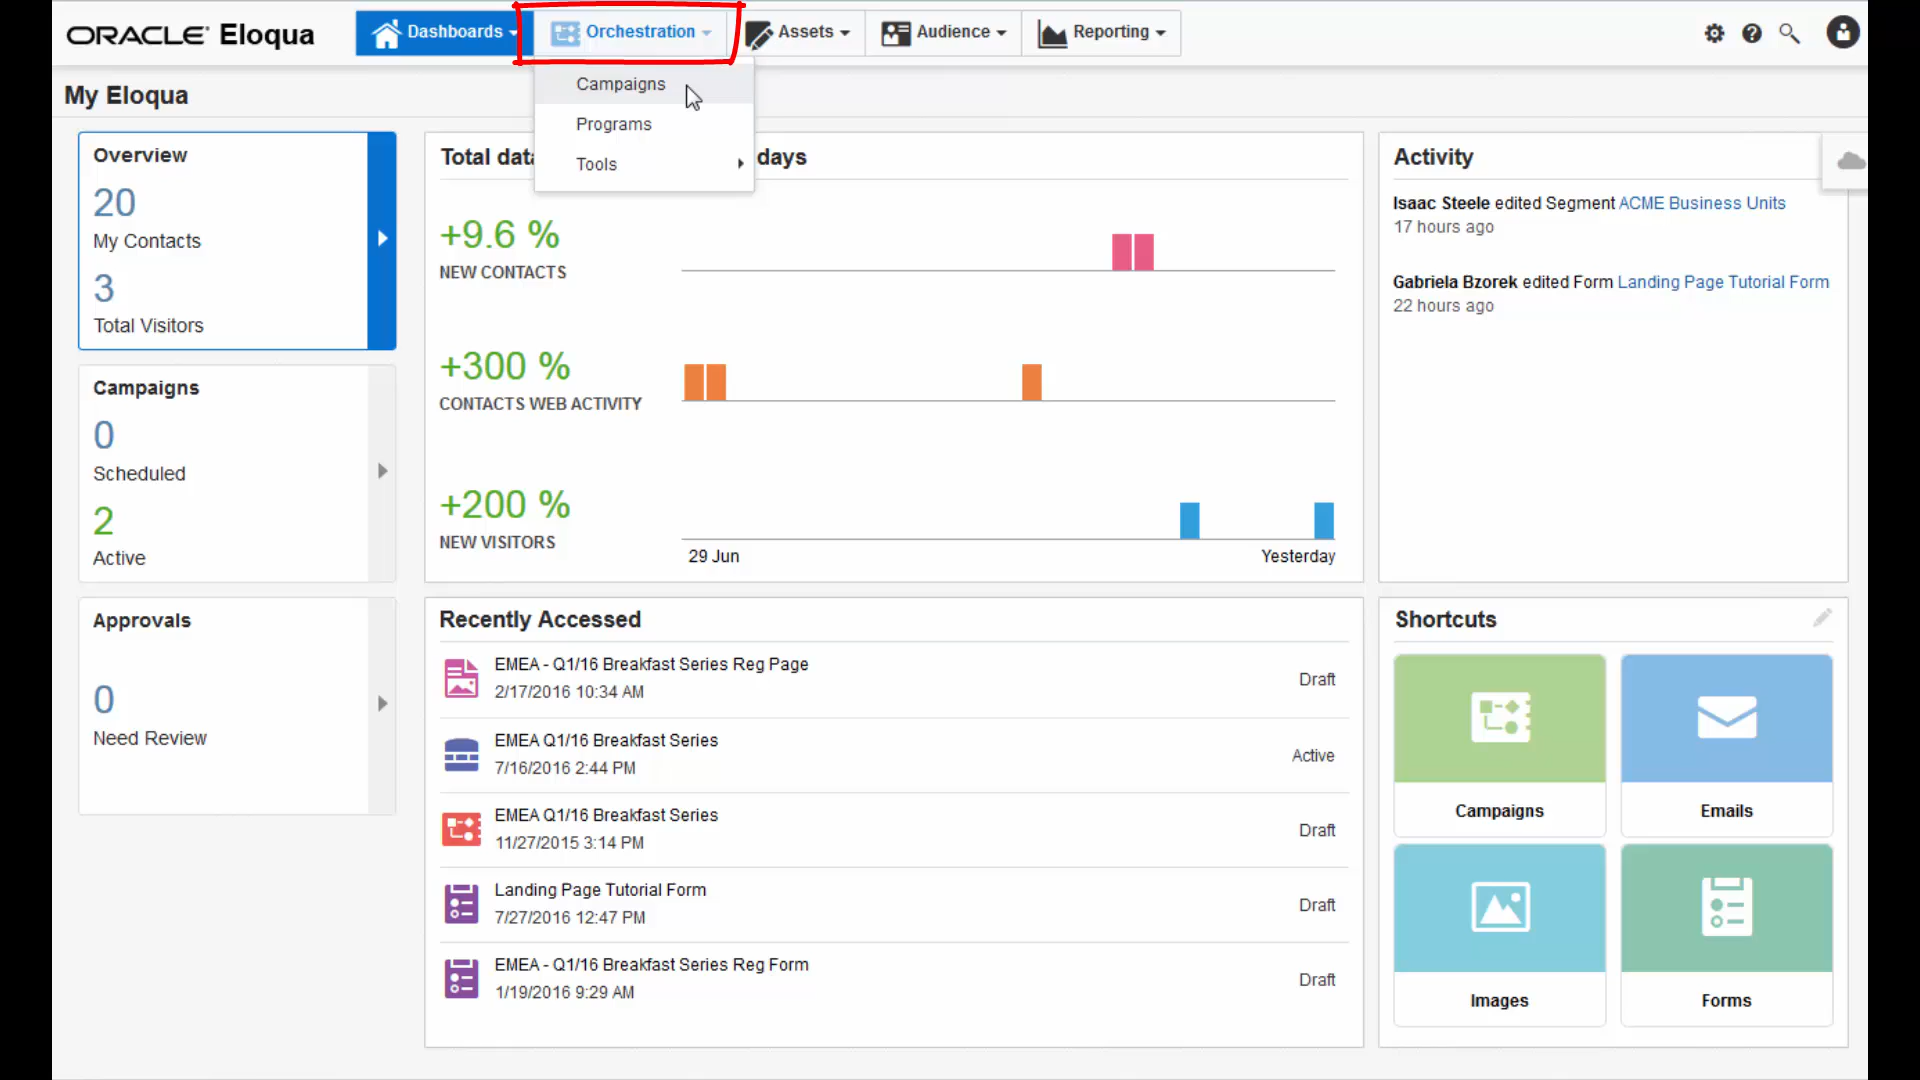 ORACLE Eloqua
Dashboards
Orchestration
Assets
Audience
Reporting
Campaigns
Programs
Tools
My Eloqua
Overview
20
My Contacts
3
Total Visitors
Campaigns
0
Scheduled
2
Active
Approvals
0
Need Review
Total data days
+9.6 %
NEW CONTACTS
+300 %
CONTACTS WEB ACTIVITY
+200 %
NEW VISITORS
29 Jun
Yesterday
Activity
Isaac Steele edited Segment ACME Business Units
17 hours ago
Gabriela Bzorek edited Form Landing Page Tutorial Form
22 hours ago
Recently Accessed
EMEA - Q1/16 Breakfast Series Reg Page
2/17/2016 10:34 AM
Draft
EMEA Q1/16 Breakfast Series
7/16/2016 2:44 PM
Active
EMEA Q1/16 Breakfast Series
11/27/2015 3:14 PM
Draft
Landing Page Tutorial Form
7/27/2016 12:47 PM
Draft
EMEA - Q1/16 Breakfast Series Reg Form
1/19/2016 9:29 AM
Draft
Shortcuts
Campaigns
Emails
Images
Forms